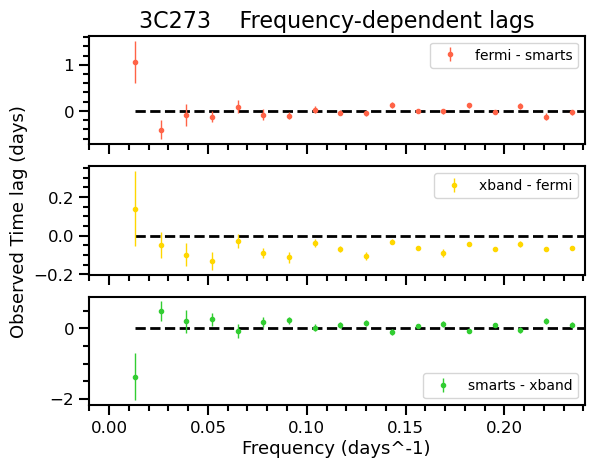 3C273    Frequency-dependent lags
fermi - smarts
1
0
xband - fermi
0.2
0.0
−0.2
Observed Time lag (days)
0
−2
smarts - xband
0.00 0.05 0.10 0.15 0.20
Frequency (days^-1)